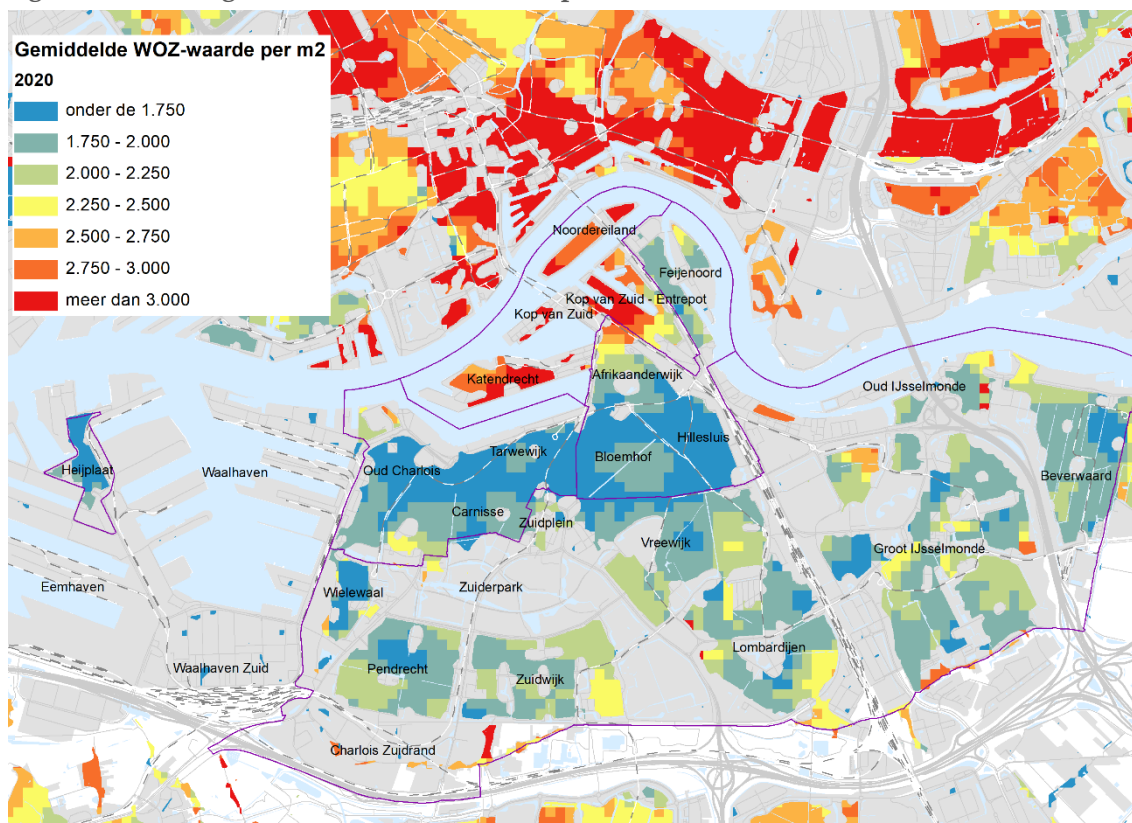 Gemiddelde WOZ-waarde per m2
2020
onder de 1.750
1.750 - 2.000
2.000 - 2.250
2.250 - 2.500
2.500 - 2.750
2.750 - 3.000
meer dan 3.000
Noordereiland
Feijenoord
Kop van Zuid - Entrepot
Kop van Zuid
Katendrecht
Afrikaanderwijk
Oud IJsselmonde
Hillesluis
Tarwewijk
Bloemhof
Oud Charlois
Heijplaat
Waalhaven
Beverwaard
Carnisse
Zuidplein
Vreewijk
Groot IJsselmonde
Eemhaven
Wielewaal
Zuiderpark
Waalhaven Zuid
Pendrecht
Lombardijen
Zuidwijk
Charlois Zuidrand